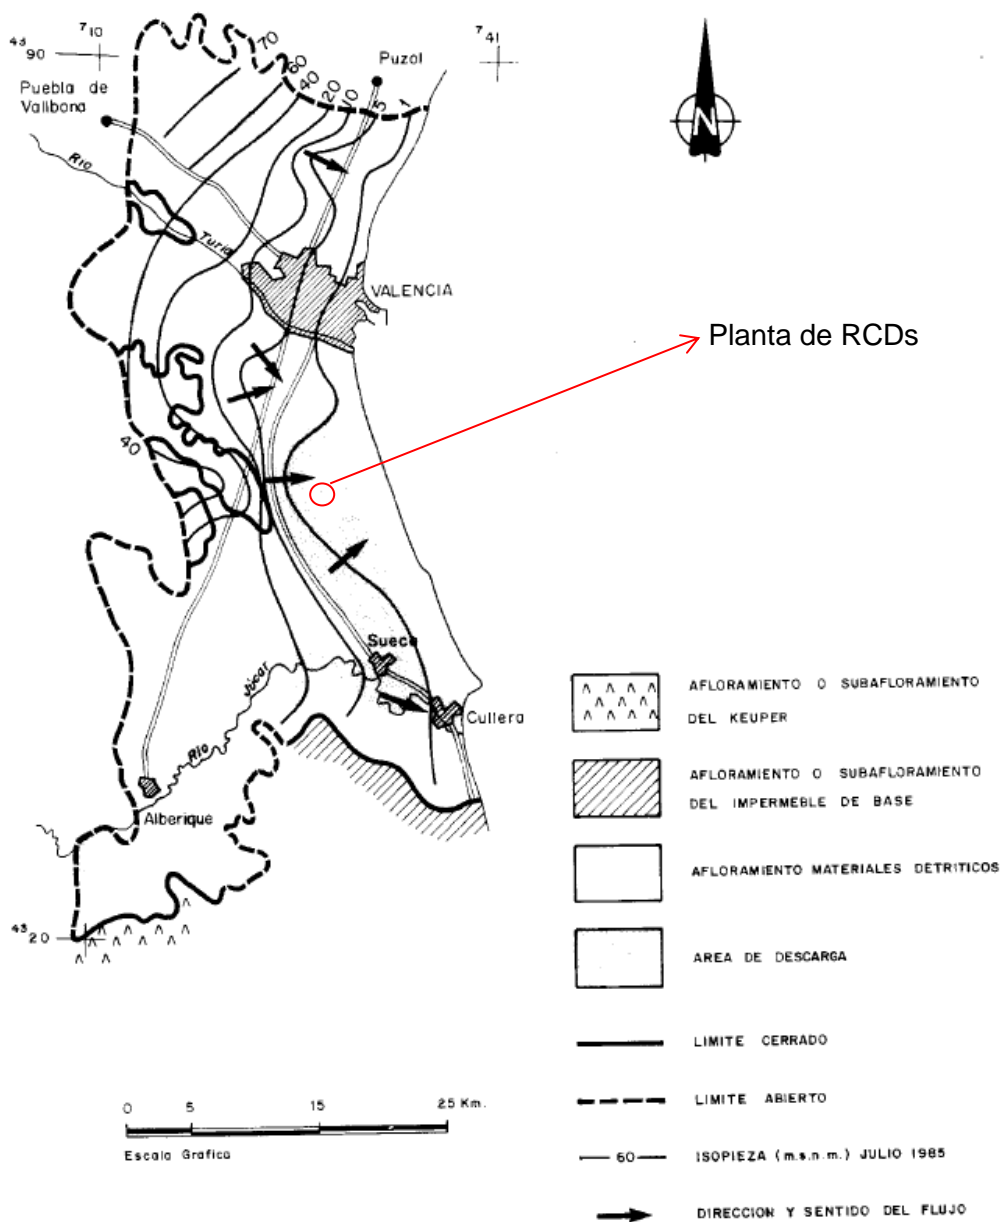 43 90
7 10
7 41
70
60
40
20
10
5
1
Puzol
Puebla de
Vallbona
N
Rio
Turia
VALENCIA
Planta de RCDs
40
Sueca
Júcar
Rio
Cullera
Alberique
43 20
AFLORAMIENTO O SUBAFLORAMIENTO
DEL KEUPER
AFLORAMIENTO O SUBAFLORAMIENTO
DEL IMPERMEBLE DE BASE
AFLORAMIENTO MATERIALES DETRITICOS
AREA DE DESCARGA
LIMITE CERRADO
LIMITE ABIERTO
60 ISOPIEZA (m.s.n.m.) JULIO 1985
DIRECCION Y SENTIDO DEL FLUJO
0 5 15 25 Km.
Escala Grafica